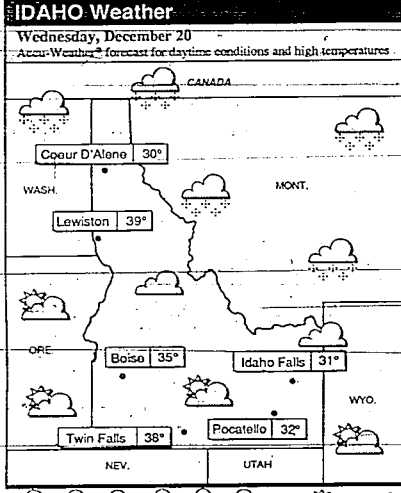 IDAHO Weather
Wednesday, December 20
Accu-Weather® forecast for daytime conditions and high temperatures
CANADA
Coeur D'Alene 30°
WASH.
MONT.
Lewiston 39°
ORE.
Boise 35°
Idaho Falls 31°
WYO.
Twin Falls 38°
Pocatello 32°
NEV.
UTAH